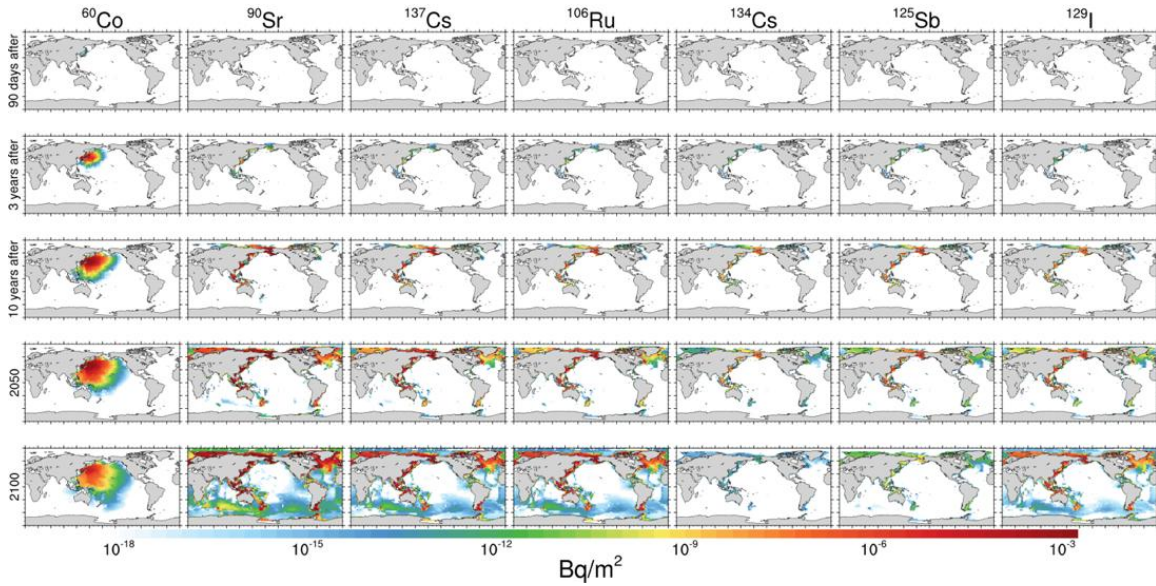 ⁶⁰Co ⁹⁰Sr ¹³⁷Cs ¹⁰⁶Ru ¹³⁴Cs ¹²⁵Sb ¹²⁹I
90 days after
3 years after
10 years after
2050
2100
10⁻¹⁸ 10⁻¹⁵ 10⁻¹² 10⁻⁹ 10⁻⁶ 10⁻³
Bq/m²